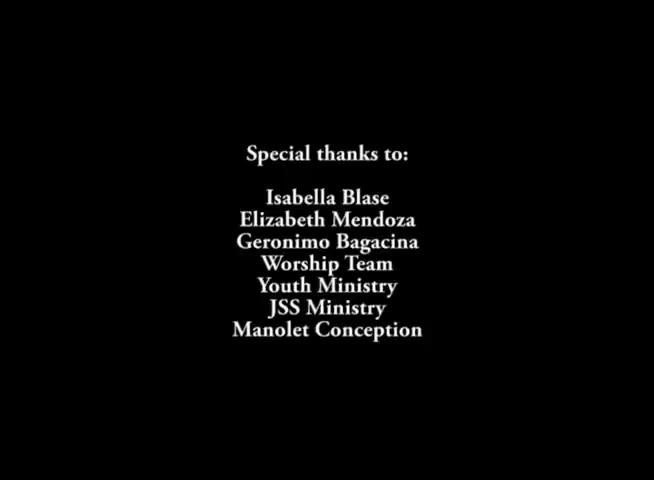 Special thanks to:
Isabella Blase
Elizabeth Mendoza
Geronimo Bagacina
Worship Team
Youth Ministry
JSS Ministry
Manolet Conception